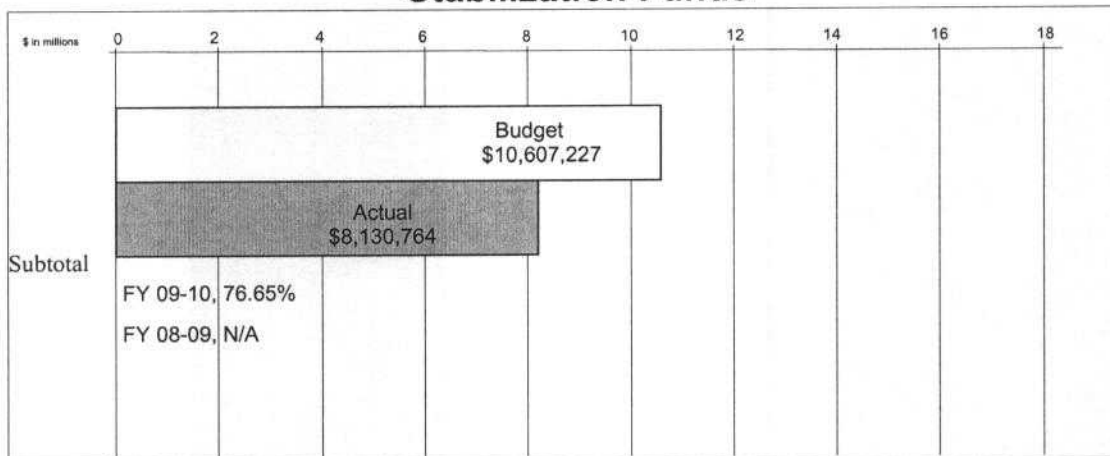 $ in millions 0 2 4 6 8 10 12 14 16 18
Budget
$10,607,227
Actual
$8,130,764
Subtotal
FY 09-10, 76.65%
FY 08-09, N/A